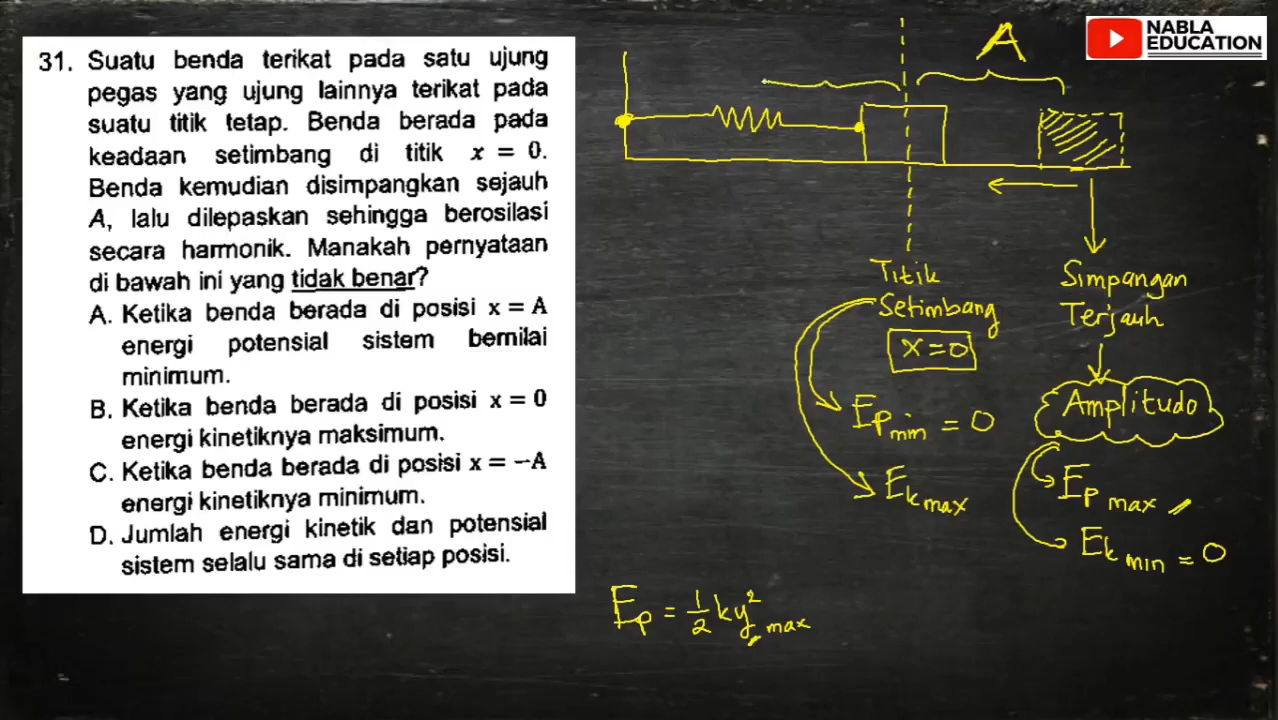 NABLA
EDUCATION
31. Suatu benda terikat pada satu ujung
pegas yang ujung lainnya terikat pada
suatu titik tetap. Benda berada pada
keadaan setimbang di titik x = 0.
Benda kemudian disimpangkan sejauh
A, lalu dilepaskan sehingga berosilasi
secara harmonik. Manakah pernyataan
di bawah ini yang tidak benar?
A. Ketika benda berada di posisi x = A
energi potensial sistem bernilai
minimum.
B. Ketika benda berada di posisi x = 0
energi kinetiknya maksimum.
C. Ketika benda berada di posisi x = −A
energi kinetiknya minimum.
D. Jumlah energi kinetik dan potensial
sistem selalu sama di setiap posisi.
A
Titik
Setimbang
x = 0
Ep min = 0
Ek max
Simpangan
Terjauh
Amplitudo
Ep max
Ek min = 0
Ep = 1/2 ky² max